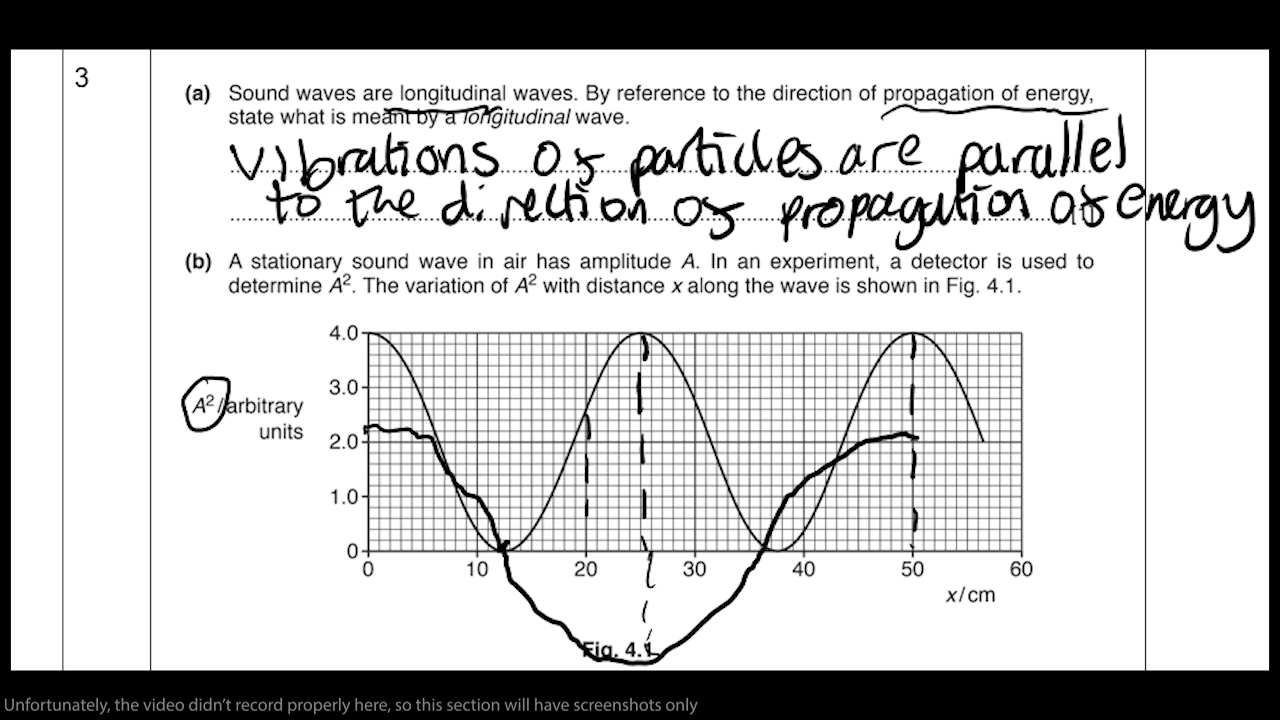 3
(a) Sound waves are longitudinal waves. By reference to the direction of propagation of energy,
state what is meant by a longitudinal wave.
Vibrations of particles are parallel
to the direction of propagation of energy
(b) A stationary sound wave in air has amplitude A. In an experiment, a detector is used to
determine A². The variation of A² with distance x along the wave is shown in Fig. 4.1.
4.0
3.0
A² / arbitrary
units
2.0
1.0
0
0 10 20 30 40 50 60
x / cm
Fig. 4.1
Unfortunately, the video didn't record properly here, so this section will have screenshots only